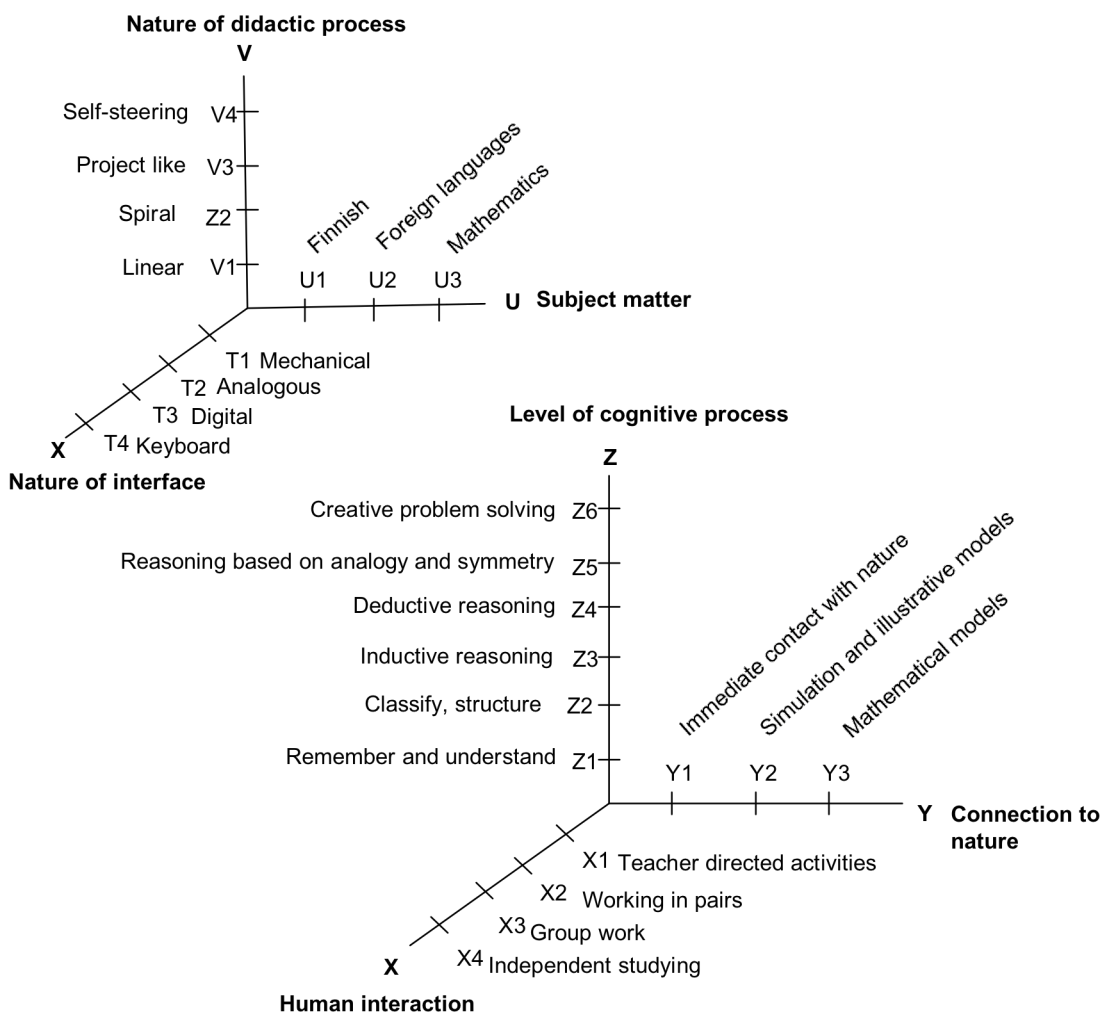 Nature of didactic process
V
Self-steering V4
Project like V3
Spiral Z2
Linear V1
Finnish
Foreign languages
Mathematics
U1 U2 U3
U Subject matter
T1 Mechanical
T2 Analogous
T3 Digital
T4 Keyboard
X
Nature of interface
Level of cognitive process
Z
Creative problem solving Z6
Reasoning based on analogy and symmetry Z5
Deductive reasoning Z4
Inductive reasoning Z3
Classify, structure Z2
Remember and understand Z1
Immediate contact with nature
Simulation and illustrative models
Mathematical models
Y1 Y2 Y3
Y Connection to
nature
X1 Teacher directed activities
X2 Working in pairs
X3 Group work
X4 Independent studying
X
Human interaction